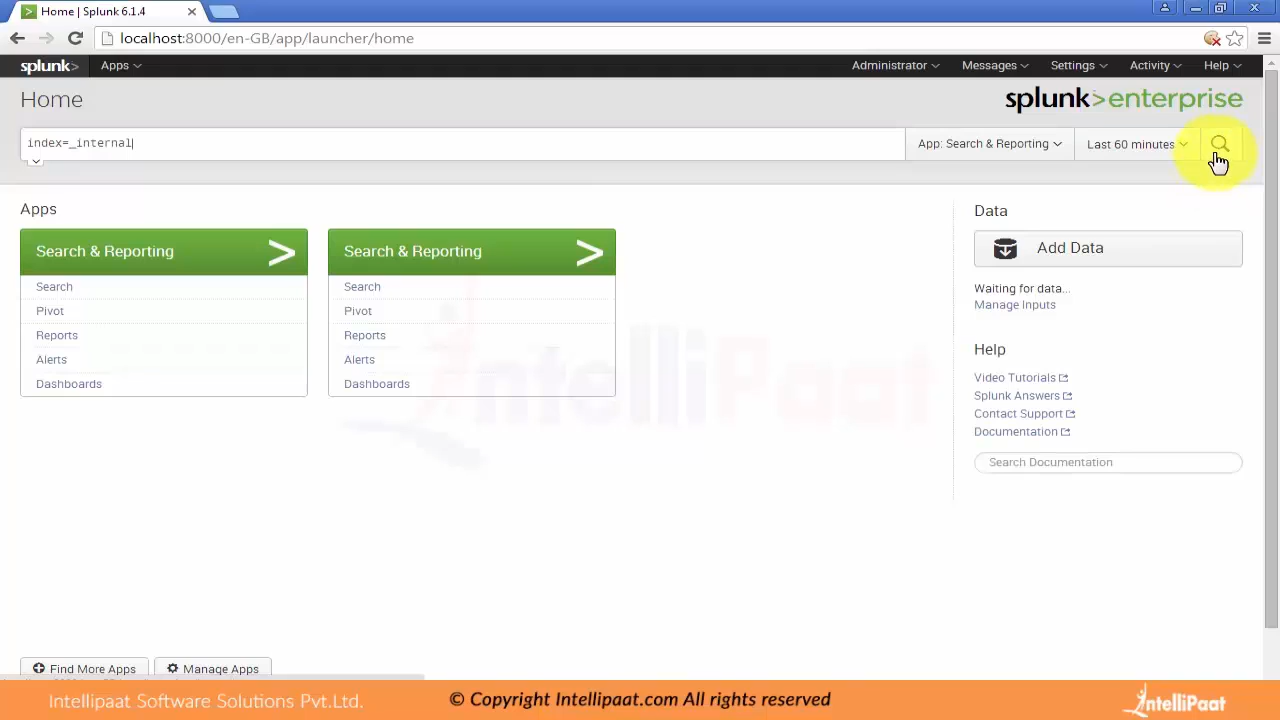 Home | Splunk 6.1.4
localhost:8000/en-GB/app/launcher/home
splunk> Apps Administrator Messages Settings Activity Help
Home
splunk>enterprise
index=_internal
App: Search & Reporting
Last 60 minutes
Apps
Search & Reporting >
Search
Pivot
Reports
Alerts
Dashboards
Search & Reporting >
Search
Pivot
Reports
Alerts
Dashboards
Data
Add Data
Waiting for data...
Manage Inputs
Help
Video Tutorials
Splunk Answers
Contact Support
Documentation
Search Documentation
IntelliPaat
Find More Apps
Manage Apps
Intellipaat Software Solutions Pvt.Ltd.
© Copyright Intellipaat.com All rights reserved
IntelliPaat